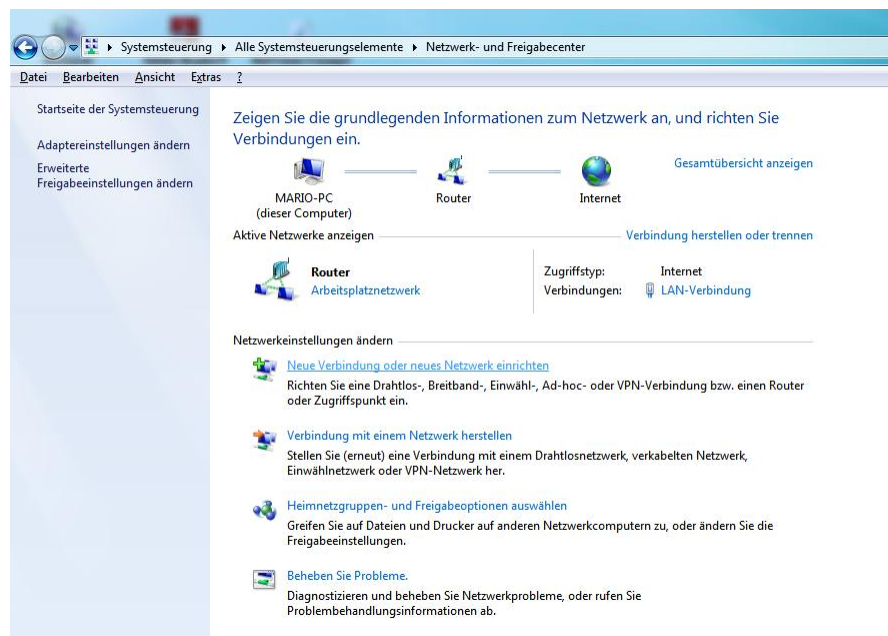 Systemsteuerung ▸ Alle Systemsteuerungselemente ▸ Netzwerk- und Freigabecenter
Datei Bearbeiten Ansicht Extras ?
Startseite der Systemsteuerung
Adaptereinstellungen ändern
Erweiterte
Freigabeeinstellungen ändern
Zeigen Sie die grundlegenden Informationen zum Netzwerk an, und richten Sie
Verbindungen ein.
Gesamtübersicht anzeigen
MARIO-PC
(dieser Computer)
Router
Internet
Aktive Netzwerke anzeigen
Verbindung herstellen oder trennen
Router
Arbeitsplatznetzwerk
Zugriffstyp: Internet
Verbindungen: LAN-Verbindung
Netzwerkeinstellungen ändern
Neue Verbindung oder neues Netzwerk einrichten
Richten Sie eine Drahtlos-, Breitband-, Einwähl-, Ad-hoc- oder VPN-Verbindung bzw. einen Router
oder Zugriffspunkt ein.
Verbindung mit einem Netzwerk herstellen
Stellen Sie (erneut) eine Verbindung mit einem Drahtlosnetzwerk, verkabelten Netzwerk,
Einwählnetzwerk oder VPN-Netzwerk her.
Heimnetzgruppen- und Freigabeoptionen auswählen
Greifen Sie auf Dateien und Drucker auf anderen Netzwerkcomputern zu, oder ändern Sie die
Freigabeeinstellungen.
Beheben Sie Probleme.
Diagnostizieren und beheben Sie Netzwerkprobleme, oder rufen Sie
Problembehandlungsinformationen ab.